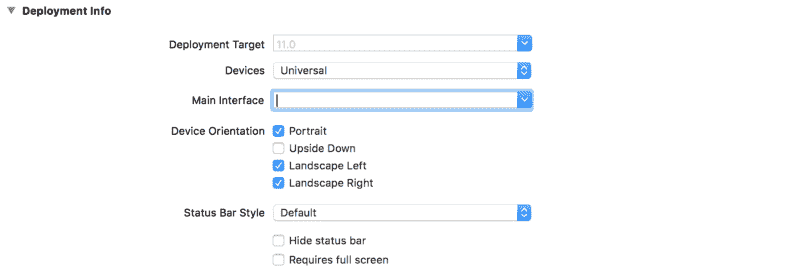 Deployment Info
Deployment Target 11.0
Devices Universal
Main Interface
Device Orientation Portrait
Upside Down
Landscape Left
Landscape Right
Status Bar Style Default
Hide status bar
Requires full screen